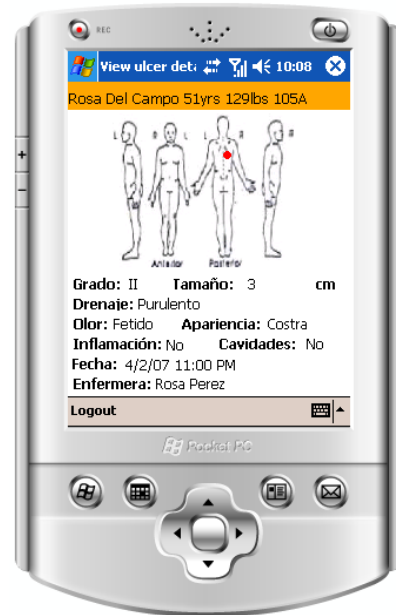 REC
View ulcer deta 10:08
Rosa Del Campo 51yrs 129lbs 105A
L D L L R
Anterior Posterior
Grado: II Tamaño: 3 cm
Drenaje: Purulento
Olor: Fetido Apariencia: Costra
Inflamación: No Cavidades: No
Fecha: 4/2/07 11:00 PM
Enfermera: Rosa Perez
Logout
Pocket PC